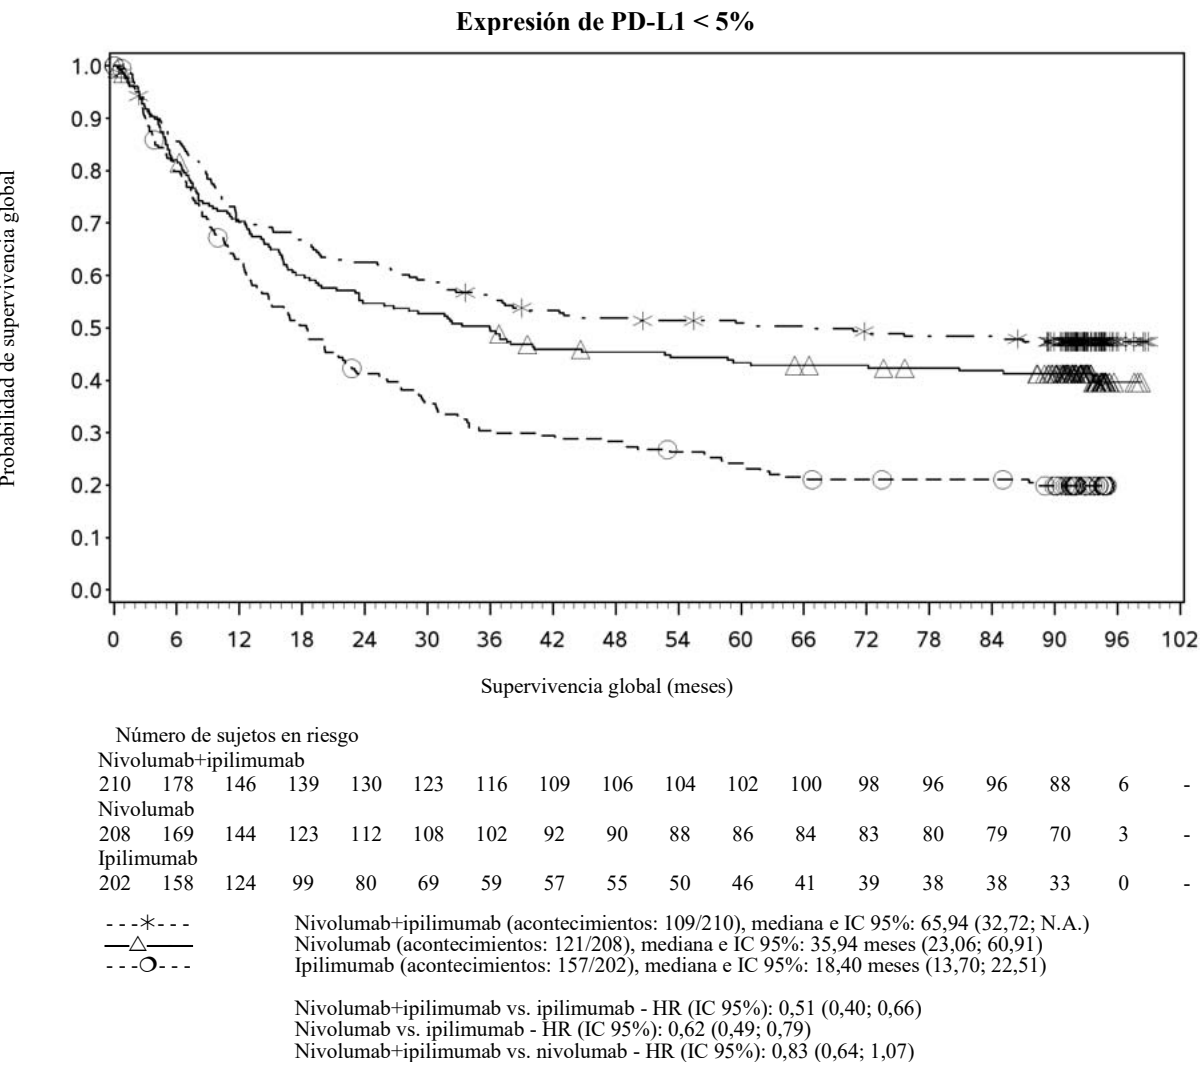 Expresión de PD-L1 < 5%
Probabilidad de supervivencia global
1.0
0.9
0.8
0.7
0.6
0.5
0.4
0.3
0.2
0.1
0.0
0 6 12 18 24 30 36 42 48 54 60 66 72 78 84 90 96 102
Supervivencia global (meses)
Número de sujetos en riesgo
Nivolumab+ipilimumab
210 178 146 139 130 123 116 109 106 104 102 100 98 96 96 88 6 -
Nivolumab
208 169 144 123 112 108 102 92 90 88 86 84 83 80 79 70 3 -
Ipilimumab
202 158 124 99 80 69 59 57 55 50 46 41 39 38 38 33 0 -
Nivolumab+ipilimumab (acontecimientos: 109/210), mediana e IC 95%: 65,94 (32,72; N.A.)
Nivolumab (acontecimientos: 121/208), mediana e IC 95%: 35,94 meses (23,06; 60,91)
Ipilimumab (acontecimientos: 157/202), mediana e IC 95%: 18,40 meses (13,70; 22,51)
Nivolumab+ipilimumab vs. ipilimumab - HR (IC 95%): 0,51 (0,40; 0,66)
Nivolumab vs. ipilimumab - HR (IC 95%): 0,62 (0,49; 0,79)
Nivolumab+ipilimumab vs. nivolumab - HR (IC 95%): 0,83 (0,64; 1,07)